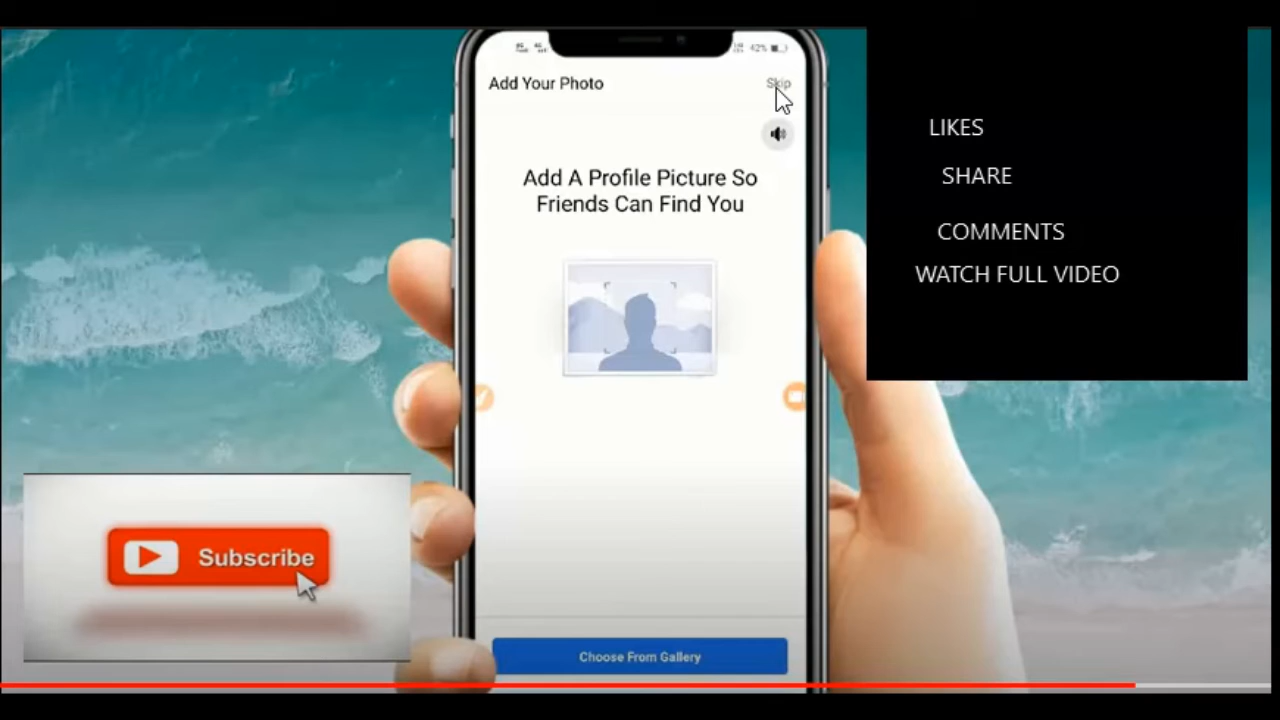 42%
Add Your Photo
Skip
Add A Profile Picture So
Friends Can Find You
LIKES
SHARE
COMMENTS
WATCH FULL VIDEO
Subscribe
Choose From Gallery